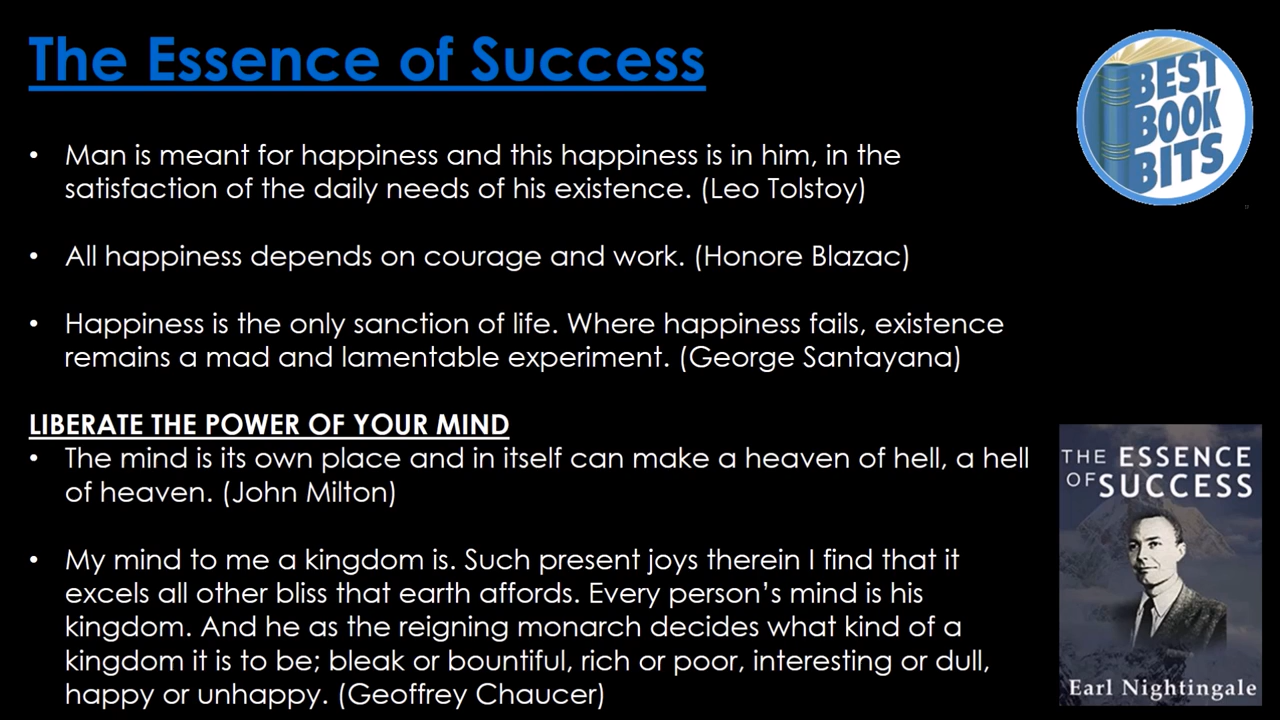 The Essence of Success
BEST
BOOK
BITS
• Man is meant for happiness and this happiness is in him, in the
satisfaction of the daily needs of his existence. (Leo Tolstoy)
• All happiness depends on courage and work. (Honore Blazac)
• Happiness is the only sanction of life. Where happiness fails, existence
remains a mad and lamentable experiment. (George Santayana)
LIBERATE THE POWER OF YOUR MIND
• The mind is its own place and in itself can make a heaven of hell, a hell
of heaven. (John Milton)
• My mind to me a kingdom is. Such present joys therein I find that it
excels all other bliss that earth affords. Every person’s mind is his
kingdom. And he as the reigning monarch decides what kind of a
kingdom it is to be; bleak or bountiful, rich or poor, interesting or dull,
happy or unhappy. (Geoffrey Chaucer)
THE ESSENCE
OF SUCCESS
Earl Nightingale